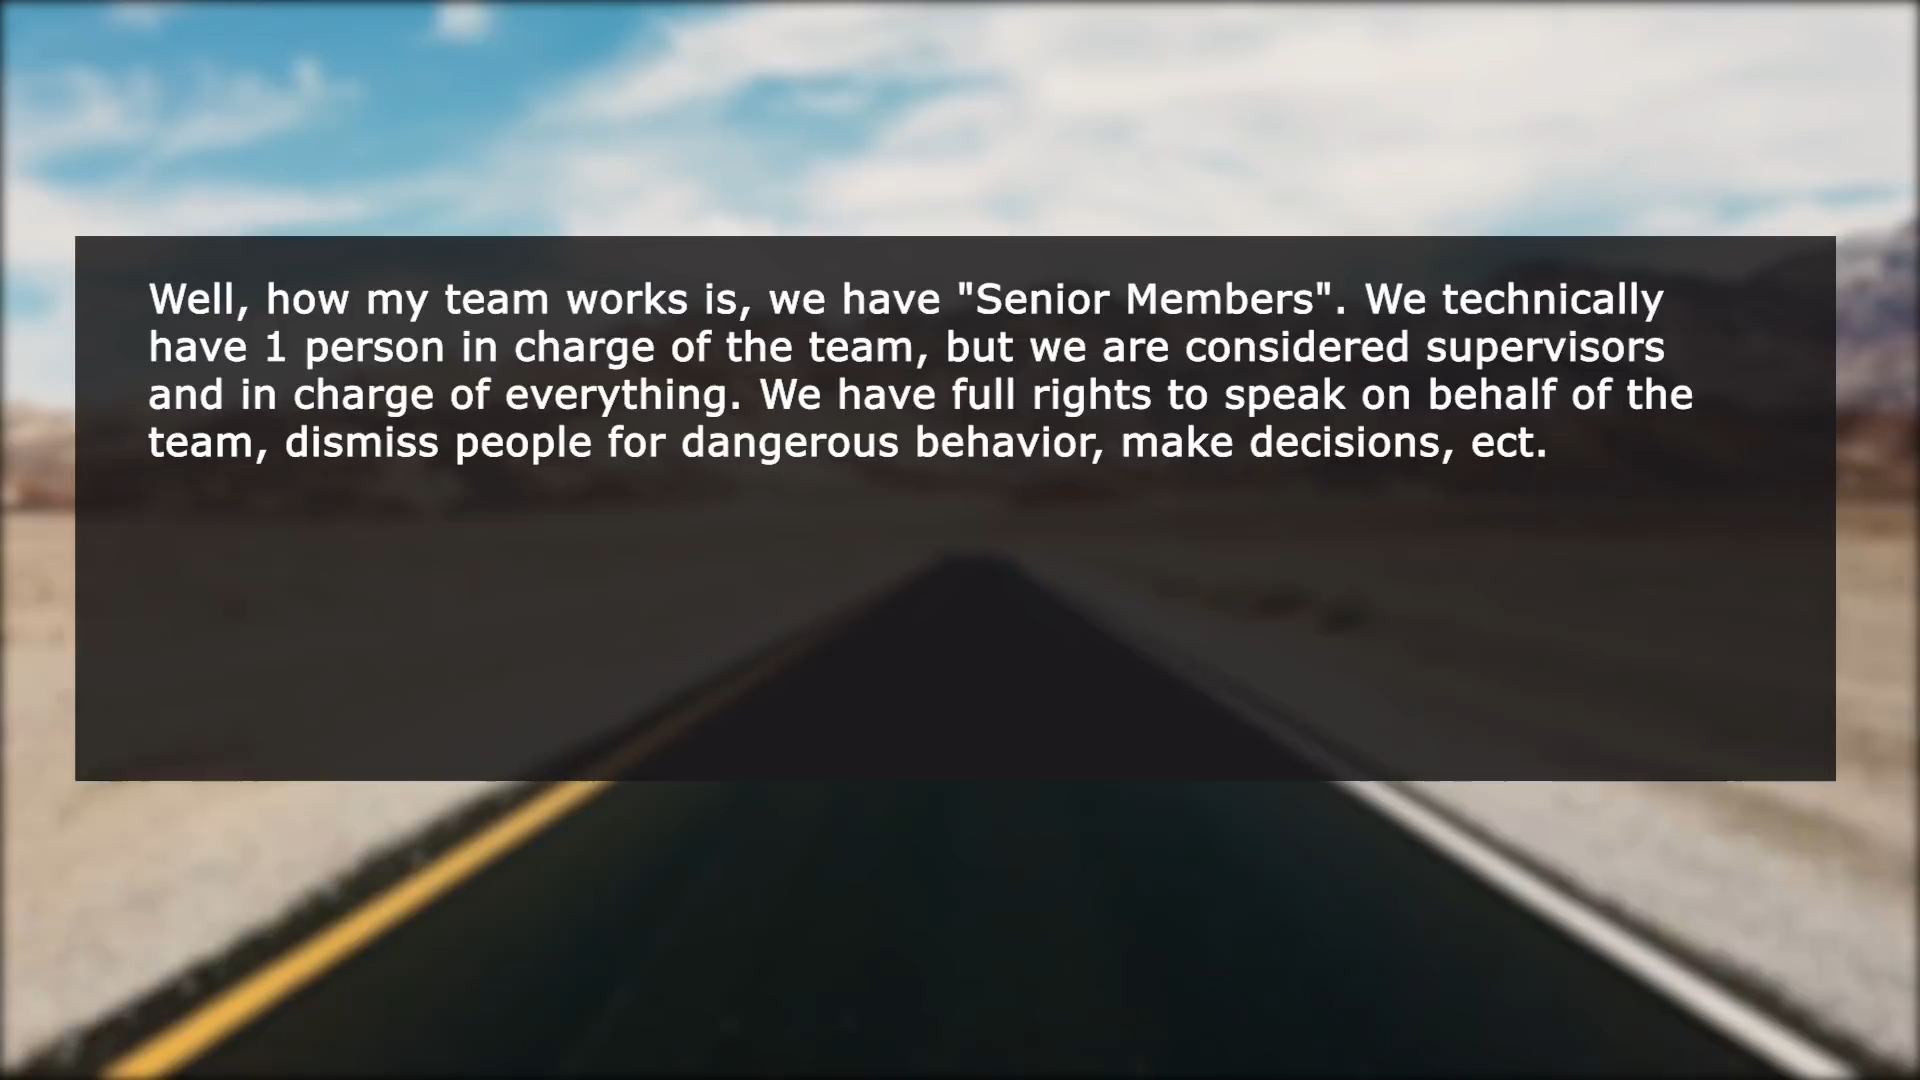 Well, how my team works is, we have "Senior Members". We technically
have 1 person in charge of the team, but we are considered supervisors
and in charge of everything. We have full rights to speak on behalf of the
team, dismiss people for dangerous behavior, make decisions, ect.